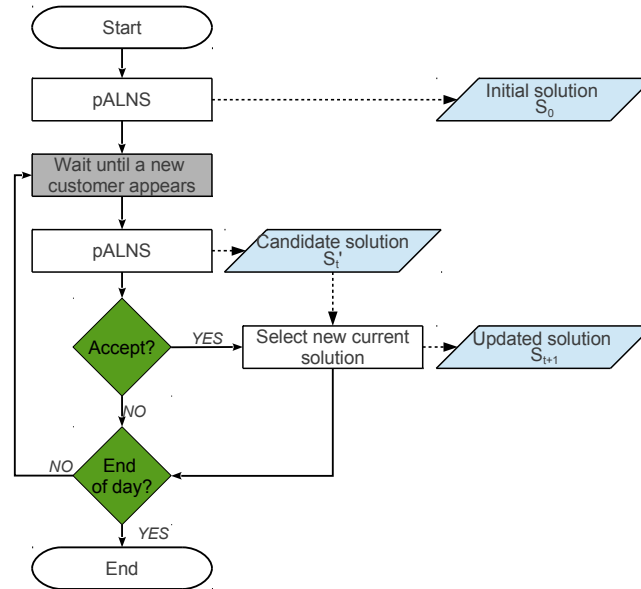 Start
pALNS
Initial solution
S0
Wait until a new
customer appears
pALNS
Candidate solution
St'
Accept?
YES
Select new current
solution
Updated solution
St+1
NO
End
of day?
NO
YES
End